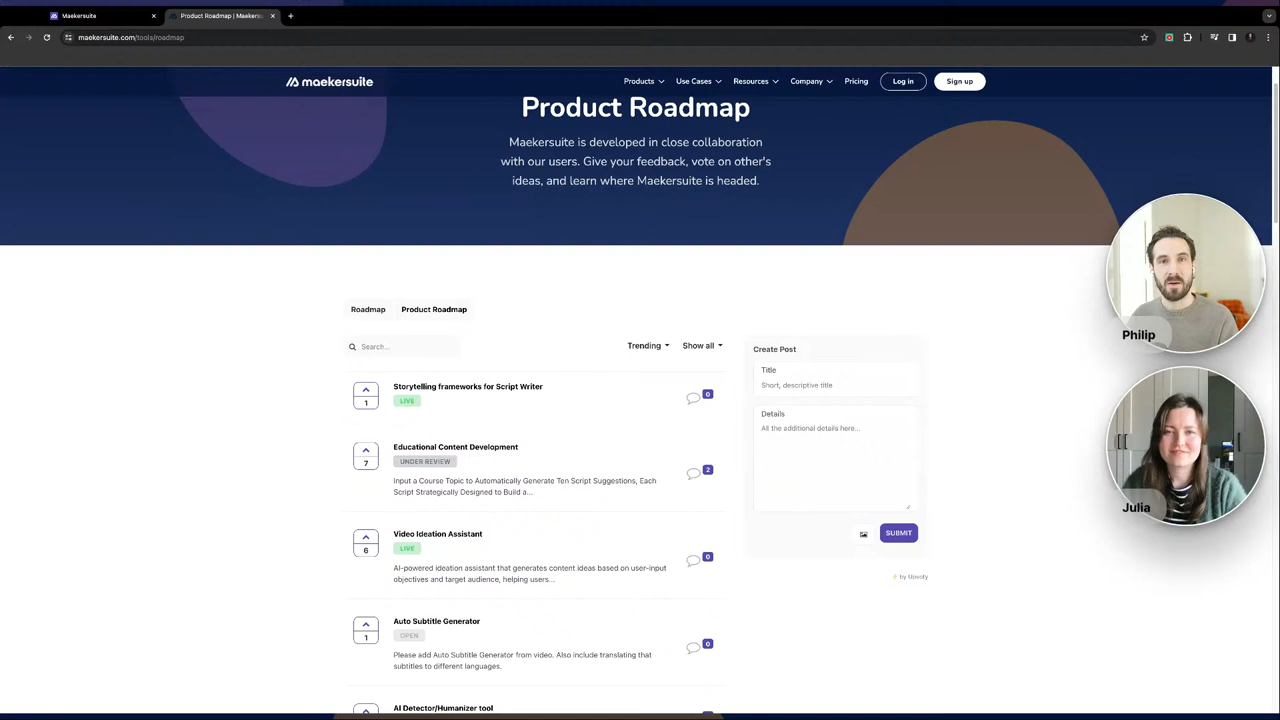 Maekersuite
Product Roadmap | Maekersu
maekersuite.com/tools/roadmap
maekersuite
Products
Use Cases
Resources
Company
Pricing
Log in
Sign up
Product Roadmap
Maekersuite is developed in close collaboration
with our users. Give your feedback, vote on other's
ideas, and learn where Maekersuite is headed.
Roadmap
Product Roadmap
Search...
Trending
Show all
1
Storytelling frameworks for Script Writer
LIVE
0
7
Educational Content Development
UNDER REVIEW
Input a Course Topic to Automatically Generate Ten Script Suggestions, Each
Script Strategically Designed to Build a...
2
6
Video Ideation Assistant
LIVE
AI-powered ideation assistant that generates content ideas based on user-input
objectives and target audience, helping users...
0
1
Auto Subtitle Generator
OPEN
Please add Auto Subtitle Generator from video. Also include translating that
subtitles to different languages.
0
AI Detector/Humanizer tool
Create Post
Title
Short, descriptive title
Details
All the additional details here...
SUBMIT
by Upvoty
Philip
Julia